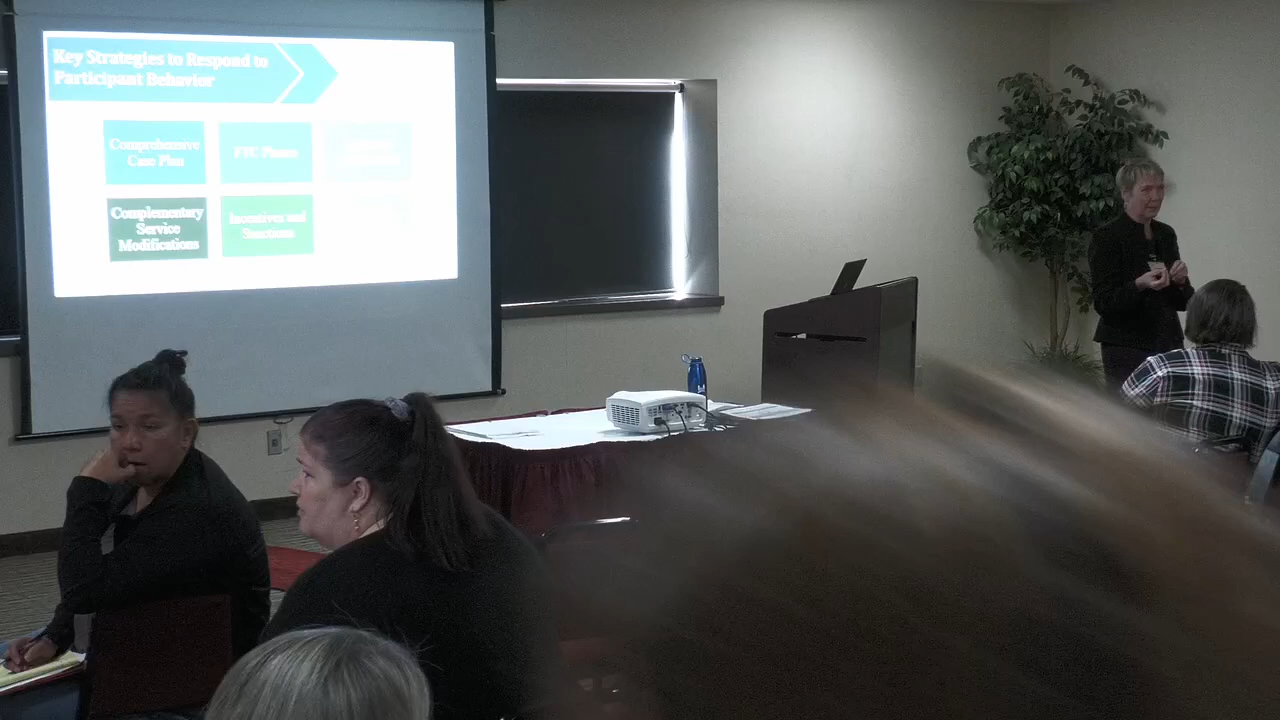 Key Strategies to Respond to
Participant Behavior
Comprehensive
Case Plan
FTC Phases
Complementary
Service
Modifications
Incentives and
Sanctions